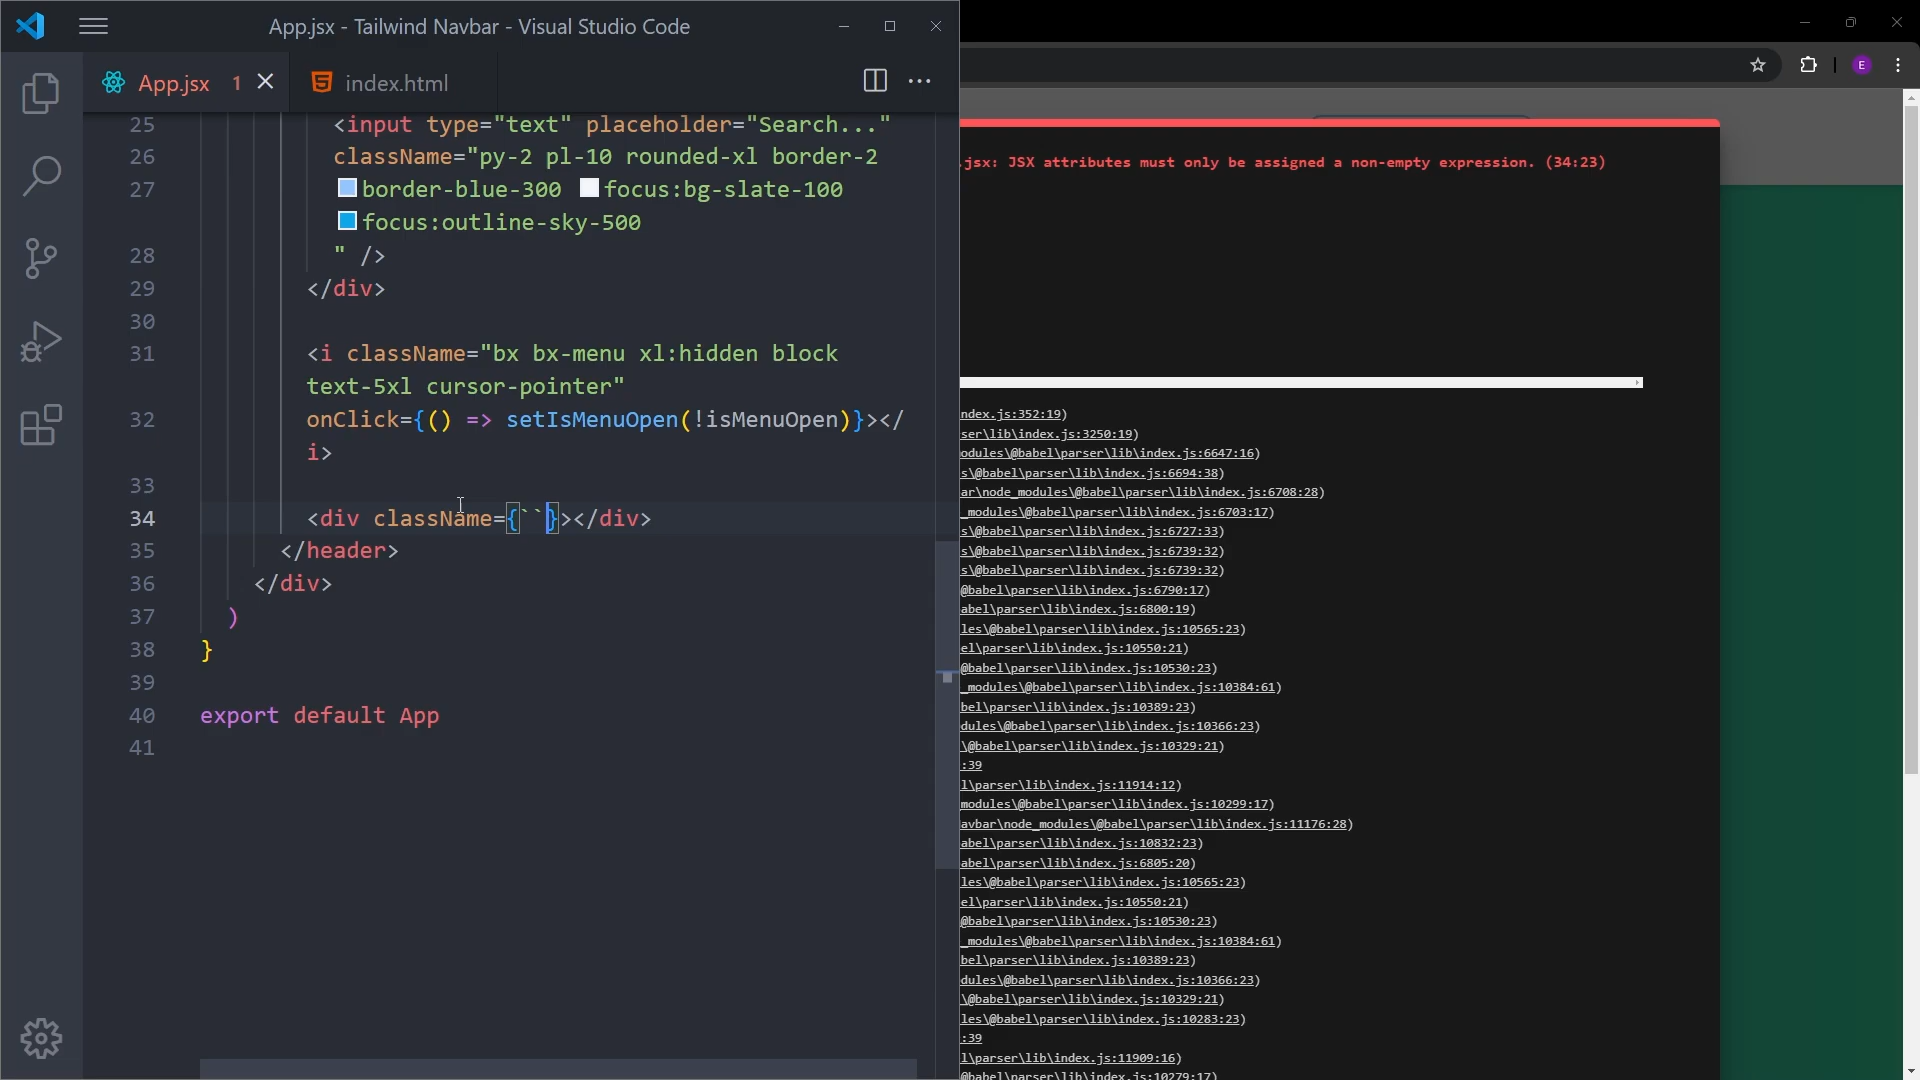 App.jsx - Tailwind Navbar - Visual Studio Code
App.jsx 1
index.html
25 <input type="text" placeholder="Search..."
26 className="py-2 pl-10 rounded-xl border-2
27 border-blue-300 focus:bg-slate-100
focus:outline-sky-500
28 " />
29 </div>
30
31 <i className="bx bx-menu xl:hidden block
text-5xl cursor-pointer"
32 onClick={() => setIsMenuOpen(!isMenuOpen)}></
i>
33
34 <div className={``}></div>
35 </header>
36 </div>
37 )
38 }
39
40 export default App
41
E
.jsx: JSX attributes must only be assigned a non-empty expression. (34:23)
ndex.js:352:19)
ser\lib\index.js:3250:19)
odules\@babel\parser\lib\index.js:6647:16)
s\@babel\parser\lib\index.js:6694:38)
ar\node_modules\@babel\parser\lib\index.js:6708:28)
_modules\@babel\parser\lib\index.js:6703:17)
s\@babel\parser\lib\index.js:6727:33)
s\@babel\parser\lib\index.js:6739:32)
s\@babel\parser\lib\index.js:6739:32)
@babel\parser\lib\index.js:6790:17)
abel\parser\lib\index.js:6800:19)
les\@babel\parser\lib\index.js:10565:23)
el\parser\lib\index.js:10550:21)
@babel\parser\lib\index.js:10530:23)
_modules\@babel\parser\lib\index.js:10384:61)
bel\parser\lib\index.js:10389:23)
dules\@babel\parser\lib\index.js:10366:23)
\@babel\parser\lib\index.js:10329:21)
:39
l\parser\lib\index.js:11914:12)
modules\@babel\parser\lib\index.js:10299:17)
avbar\node_modules\@babel\parser\lib\index.js:11176:28)
abel\parser\lib\index.js:10832:23)
abel\parser\lib\index.js:6805:20)
les\@babel\parser\lib\index.js:10565:23)
el\parser\lib\index.js:10550:21)
@babel\parser\lib\index.js:10530:23)
_modules\@babel\parser\lib\index.js:10384:61)
bel\parser\lib\index.js:10389:23)
dules\@babel\parser\lib\index.js:10366:23)
\@babel\parser\lib\index.js:10329:21)
les\@babel\parser\lib\index.js:10283:23)
:39
l\parser\lib\index.js:11909:16)
@babel\parser\lib\index.js:10279:17)